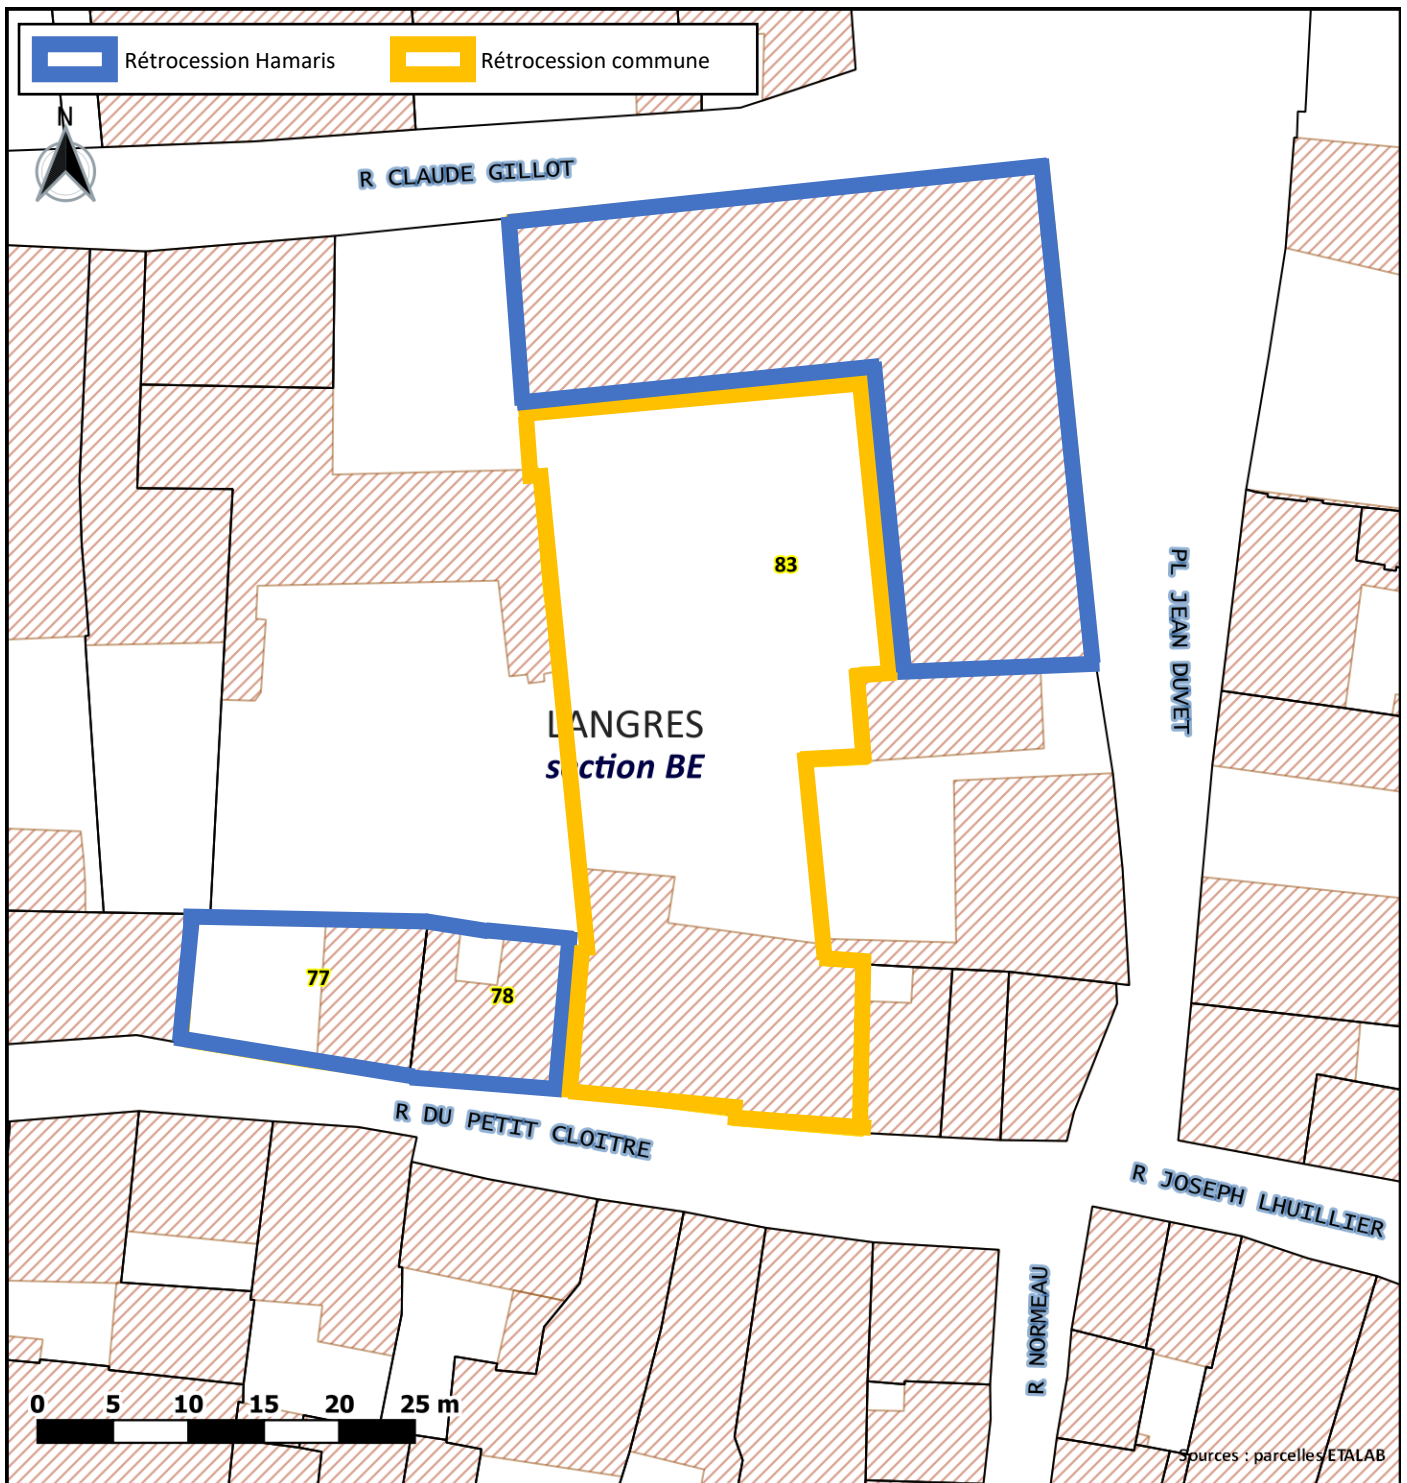 Rétrocession Hamaris
Rétrocession commune
N
R CLAUDE GILLOT
83
PL JEAN DUVET
LANGRES
section BE
77
78
R DU PETIT CLOITRE
R JOSEPH LHUILLIER
R NORMEAU
0 5 10 15 20 25 m
Sources : parcelles ETALAB